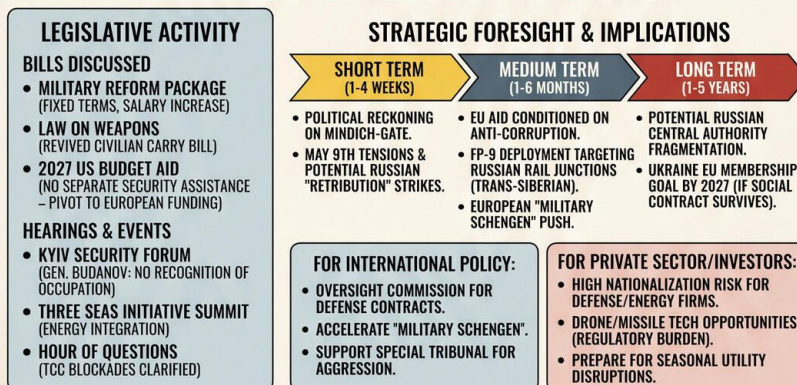 LEGISLATIVE ACTIVITY
BILLS DISCUSSED
• MILITARY REFORM PACKAGE
(FIXED TERMS, SALARY INCREASE)
• LAW ON WEAPONS
(REVIVED CIVILIAN CARRY BILL)
• 2027 US BUDGET AID
(NO SEPARATE SECURITY ASSISTANCE
– PIVOT TO EUROPEAN FUNDING)
HEARINGS & EVENTS
• KYIV SECURITY FORUM
(GEN. BUDANOV: NO RECOGNITION OF
OCCUPATION)
• THREE SEAS INITIATIVE SUMMIT
(ENERGY INTEGRATION)
• HOUR OF QUESTIONS
(TCC BLOCKADES CLARIFIED)
STRATEGIC FORESIGHT & IMPLICATIONS
SHORT TERM
(1-4 WEEKS)
• POLITICAL RECKONING
ON MINDICH-GATE.
• MAY 9TH TENSIONS &
POTENTIAL RUSSIAN
"RETRIBUTION" STRIKES.
MEDIUM TERM
(1-6 MONTHS)
• EU AID CONDITIONED ON
ANTI-CORRUPTION.
• FP-9 DEPLOYMENT TARGETING
RUSSIAN RAIL JUNCTIONS
(TRANS-SIBERIAN).
• EUROPEAN "MILITARY
SCHENGEN" PUSH.
LONG TERM
(1-5 YEARS)
• POTENTIAL RUSSIAN
CENTRAL AUTHORITY
FRAGMENTATION.
• UKRAINE EU MEMBERSHIP
GOAL BY 2027 (IF SOCIAL
CONTRACT SURVIVES).
FOR INTERNATIONAL POLICY:
• OVERSIGHT COMMISSION FOR
DEFENSE CONTRACTS.
• ACCELERATE "MILITARY SCHENGEN".
• SUPPORT SPECIAL TRIBUNAL FOR
AGGRESSION.
FOR PRIVATE SECTOR/INVESTORS:
• HIGH NATIONALIZATION RISK FOR
DEFENSE/ENERGY FIRMS.
• DRONE/MISSILE TECH OPPORTUNITIES
(REGULATORY BURDEN).
• PREPARE FOR SEASONAL UTILITY
DISRUPTIONS.